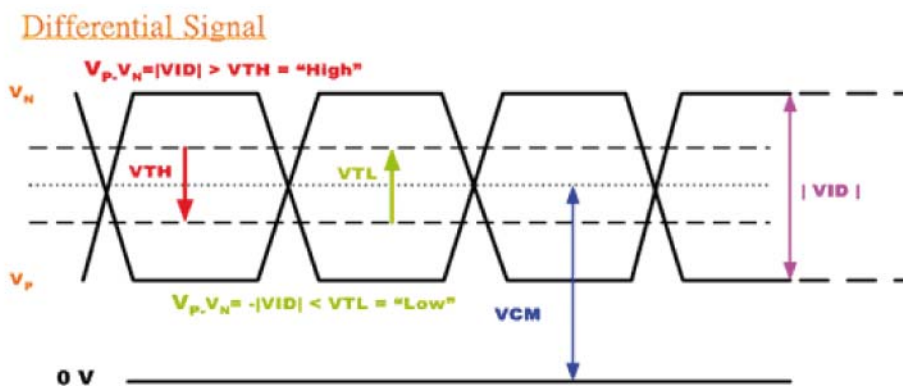 Differential Signal
VP-VN=|VID| > VTH = “High”
VN
VTH
VTL
| VID |
VP
VP-VN= -|VID| < VTL = “Low”
VCM
0 V